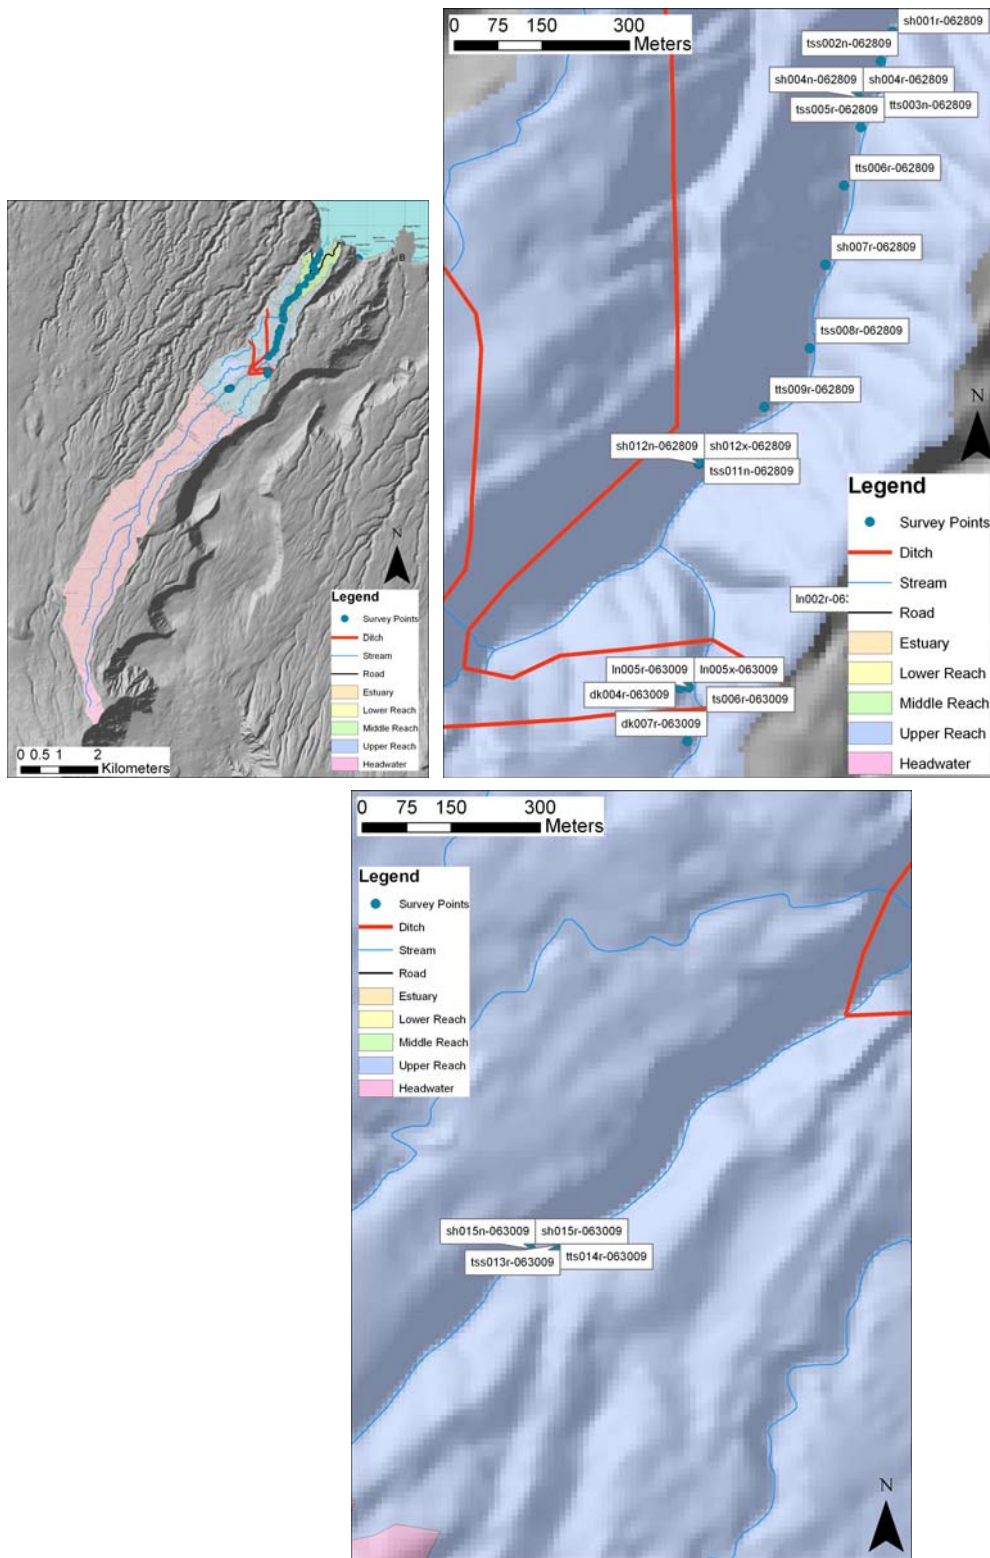 0 0.5 1 2
Kilometers
N
Legend
Survey Points
Ditch
Stream
Road
Estuary
Lower Reach
Middle Reach
Upper Reach
Headwater
0 75 150 300
Meters
sh001r-062809
tss002n-062809
sh004n-062809 sh004r-062809
tss005r-062809 tts003n-062809
tts006r-062809
sh007r-062809
tss008r-062809
tts009r-062809
sh012n-062809 sh012x-062809
tss011n-062809
ln002r-063
ln005r-063009 ln005x-063009
dk004r-063009 ts006r-063009
dk007r-063009
N
Legend
Survey Points
Ditch
Stream
Road
Estuary
Lower Reach
Middle Reach
Upper Reach
Headwater
0 75 150 300
Meters
Legend
Survey Points
Ditch
Stream
Road
Estuary
Lower Reach
Middle Reach
Upper Reach
Headwater
sh015n-063009 sh015r-063009
tss013r-063009 tts014r-063009
N